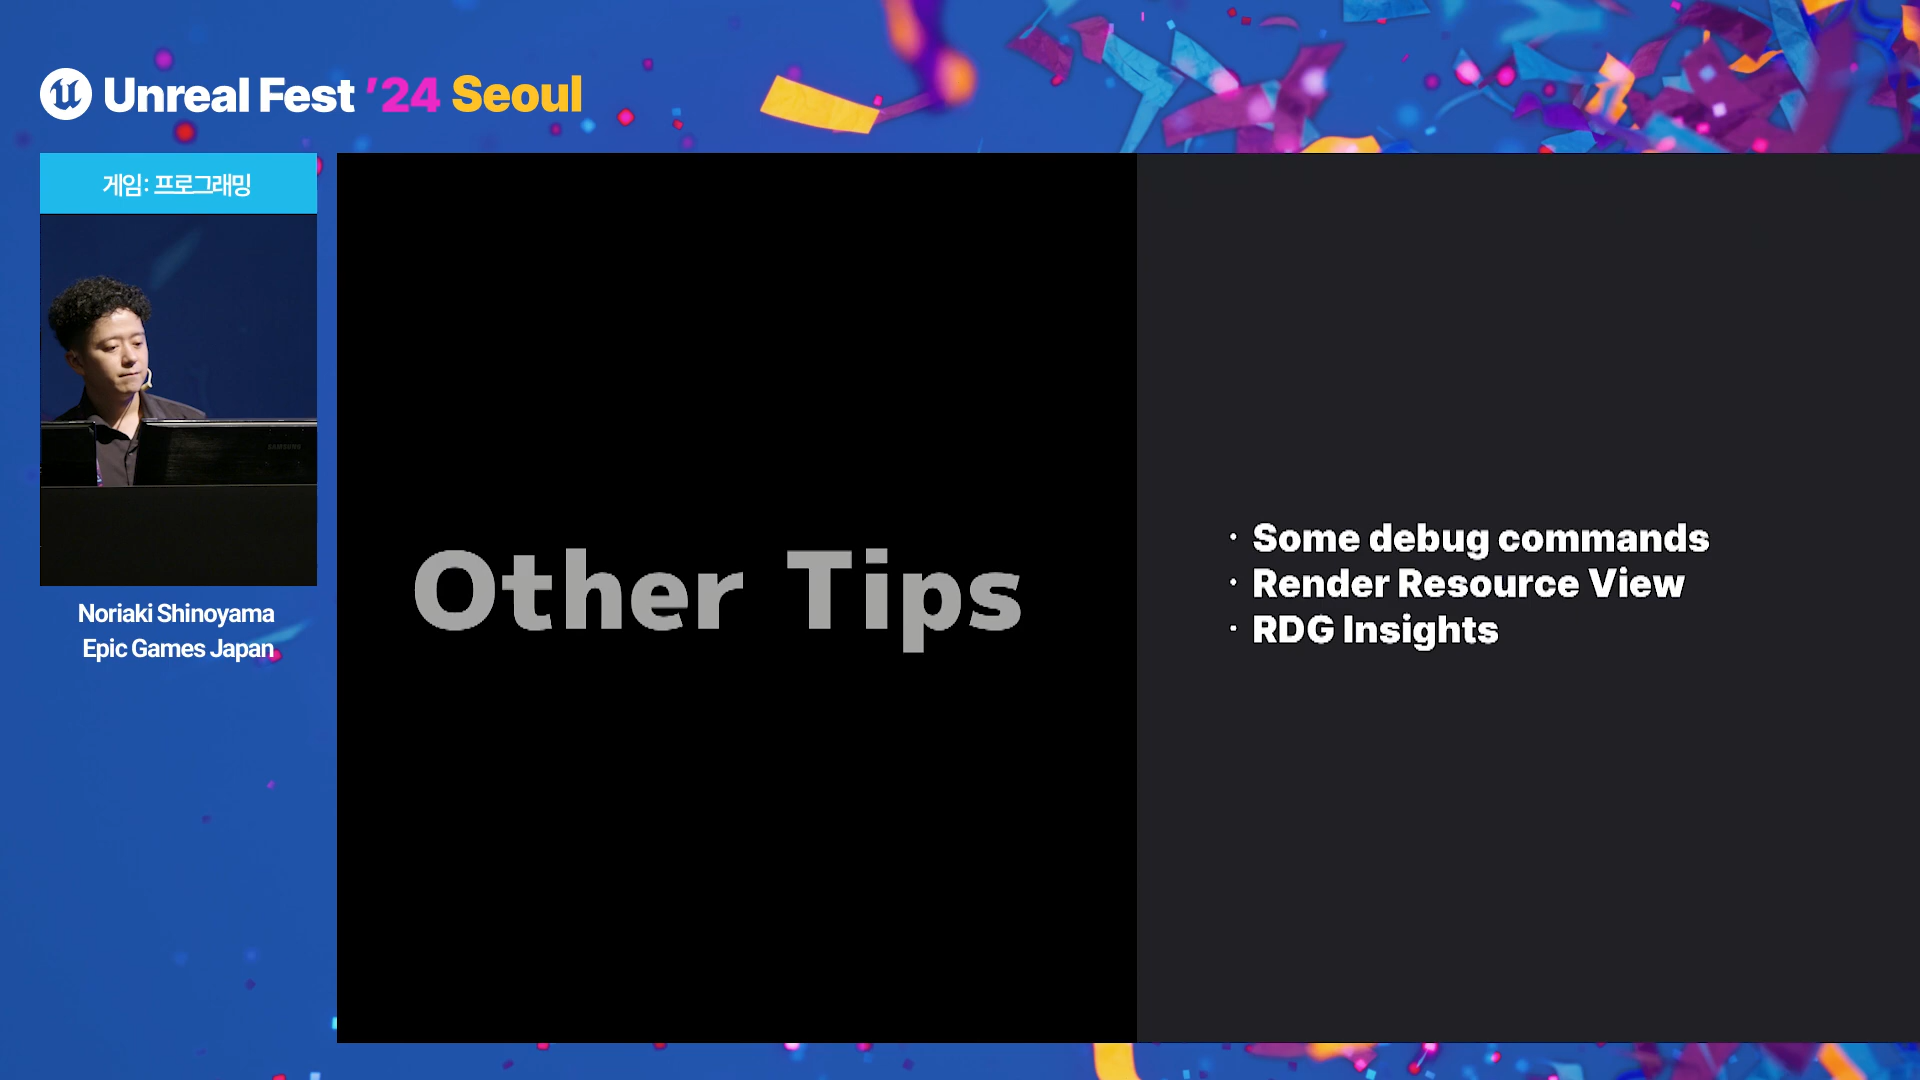 Unreal Fest ’24 Seoul
게임: 프로그래밍
SAMSUNG
Noriaki Shinoyama
Epic Games Japan
Other Tips
· Some debug commands
· Render Resource View
· RDG Insights